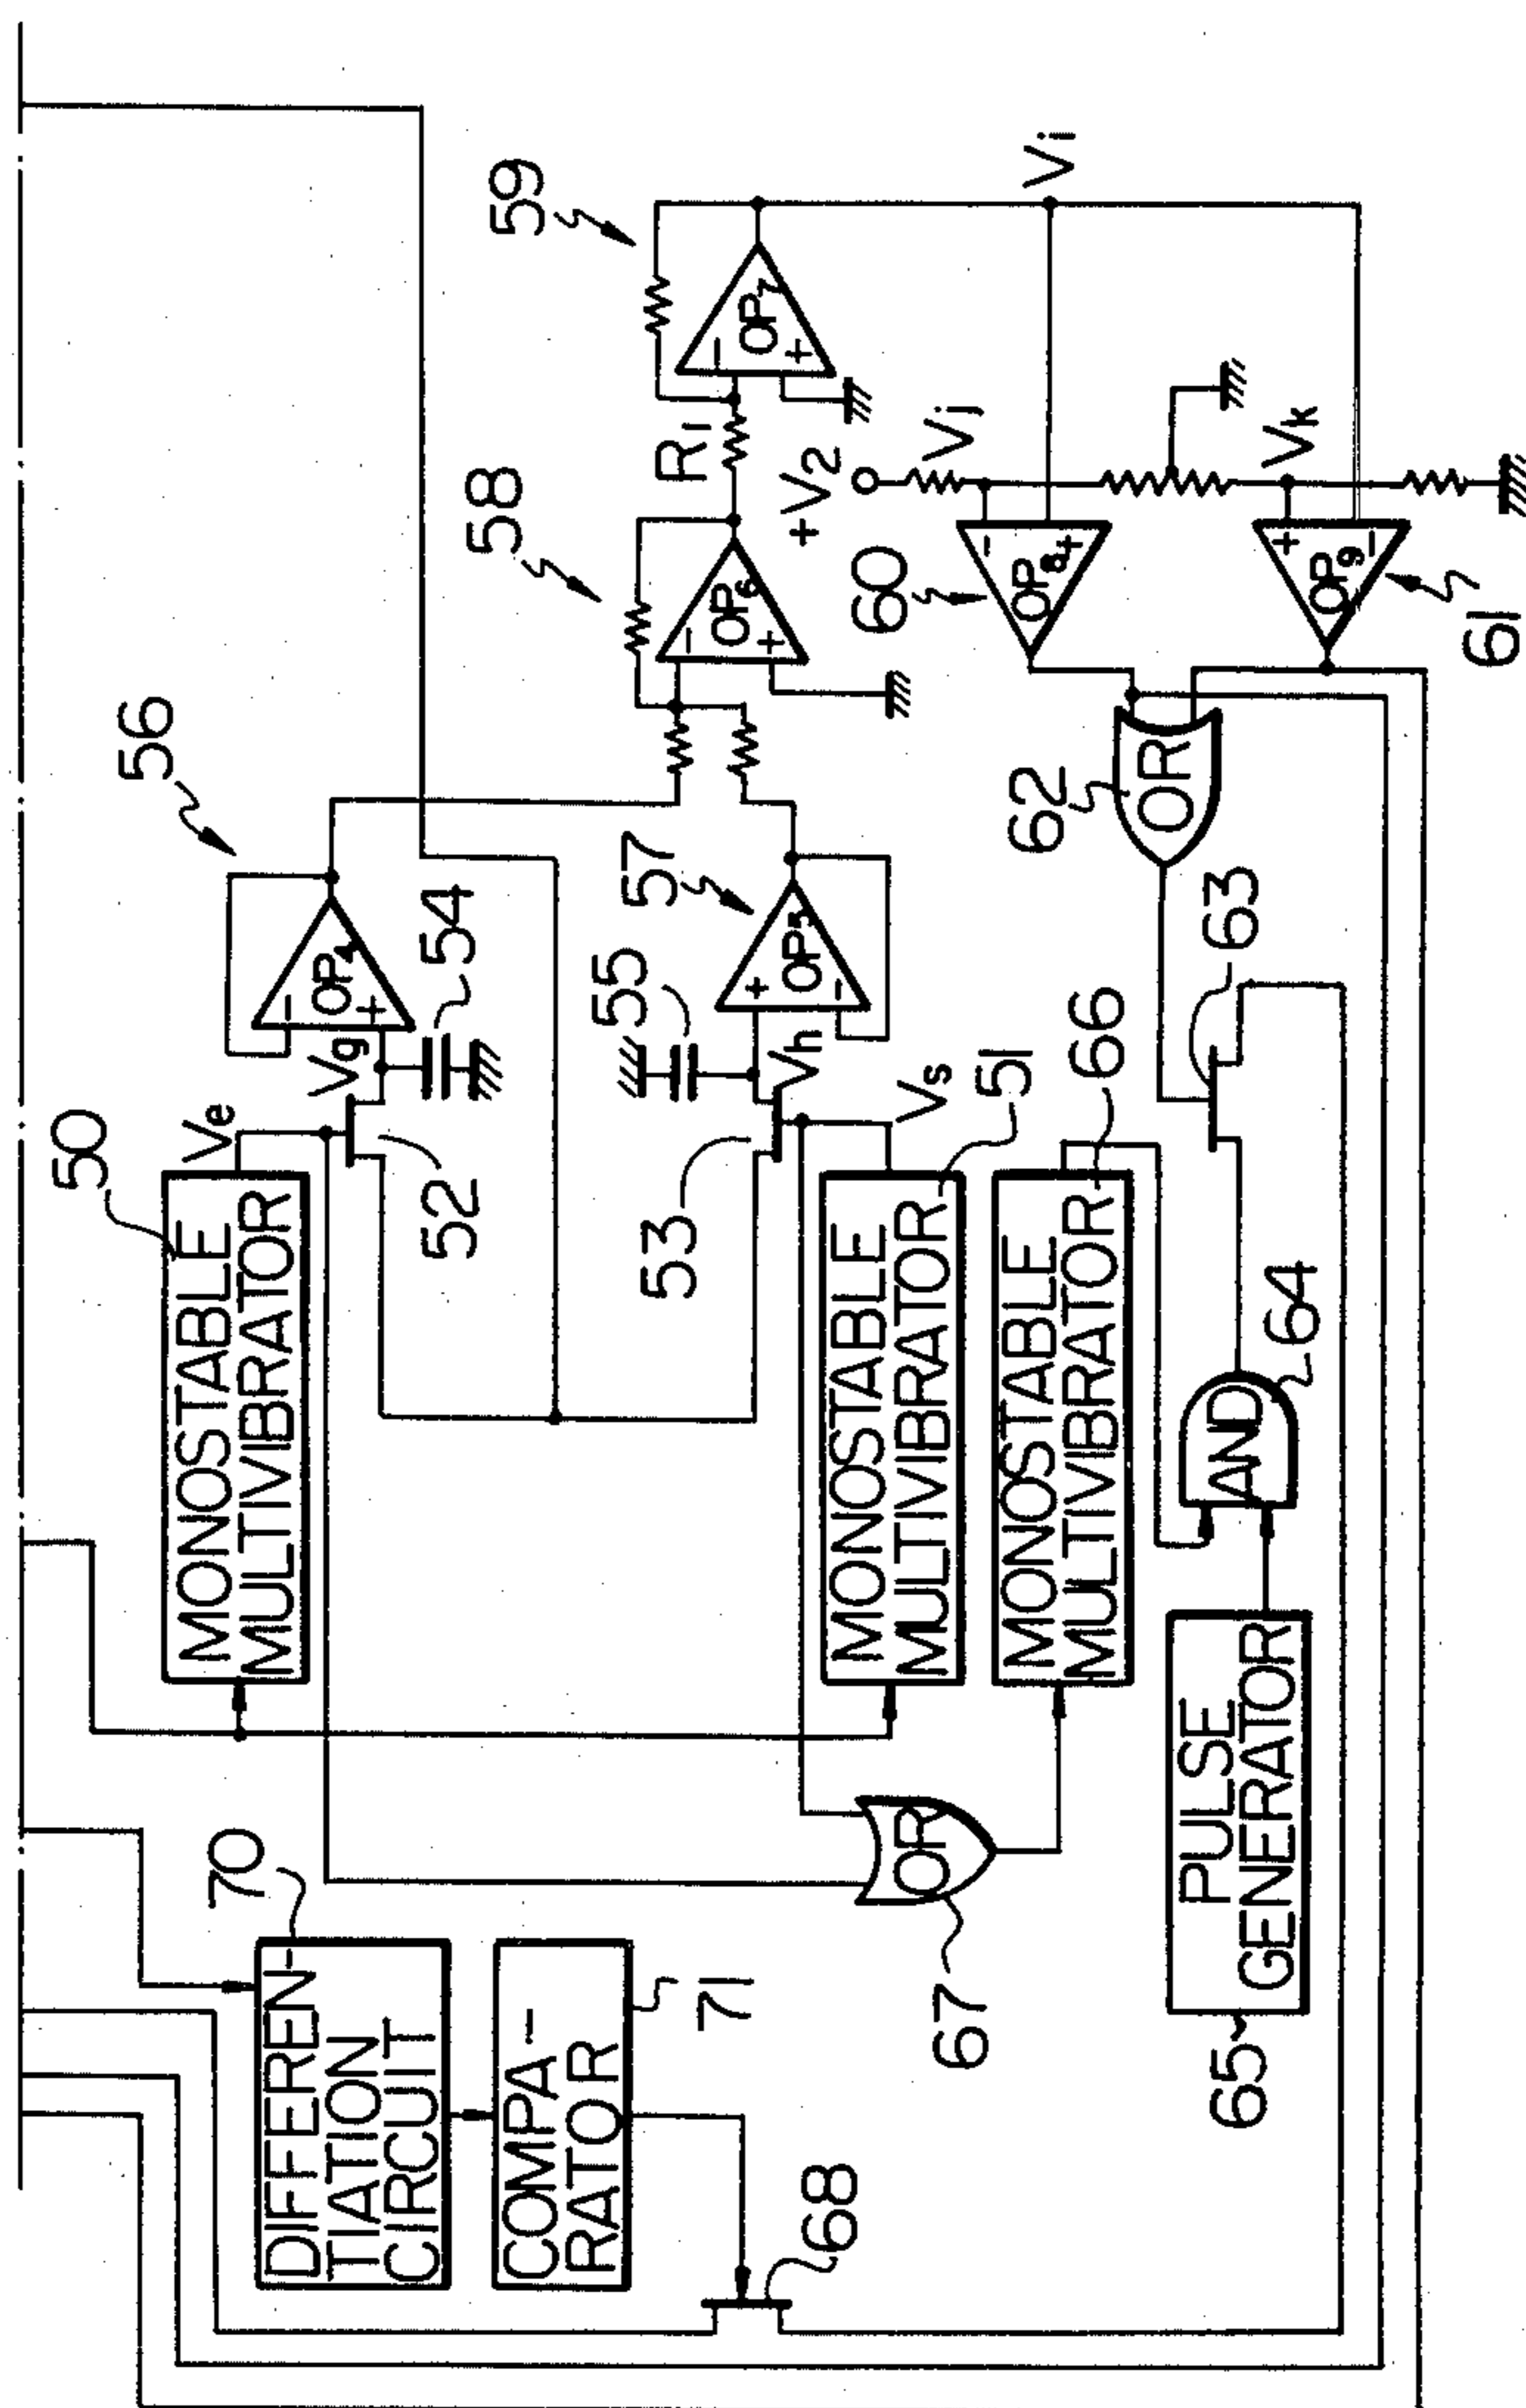 DIFFEREN-
TIATION
CIRCUIT
70
COMPA-
RATOR
71
68
50
MONOSTABLE
MULTIVIBRATOR
Ve
52
Vg
54
OP4
-
+
56
53
55
Vh
OP5
+
-
57
58
OP6
-
+
R1
59
OP7
-
+
Vi
MONOSTABLE
MULTIVIBRATOR
Vs
51
MONOSTABLE
MULTIVIBRATOR
66
OR
67
PULSE
GENERATOR
65
AND
64
63
62
OR
60
OP8
-
+
+V2
Vj
Vk
OP9
+
-
61